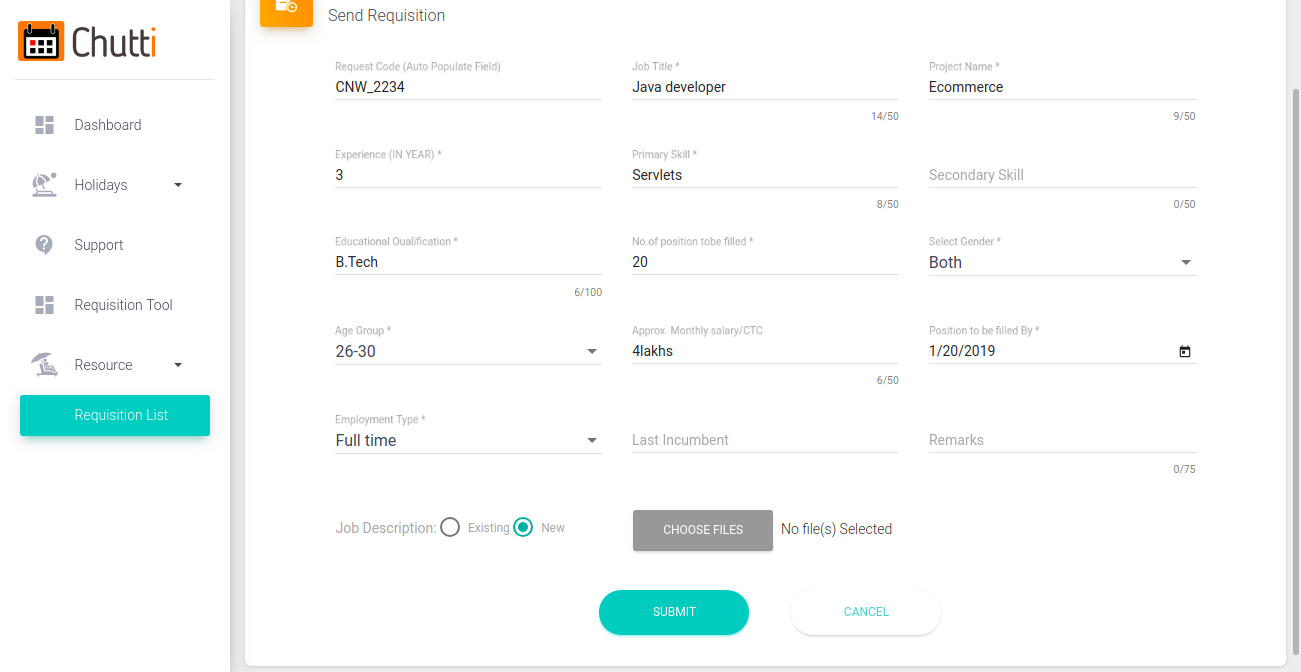 Chutti
Dashboard
Holidays
Support
Requisition Tool
Resource
Requisition List
Send Requisition
Request Code (Auto Populate Field)
CNW_2234
Job Title *
Java developer
14/50
Project Name *
Ecommerce
9/50
Experience (IN YEAR) *
3
Primary Skill *
Servlets
8/50
Secondary Skill
0/50
Educational Oualification *
B.Tech
6/100
No.of position tobe filled *
20
Select Gender *
Both
Age Group *
26-30
Approx. Monthly salary/CTC
4lakhs
6/50
Position to be filled By *
1/20/2019
Employment Type *
Full time
Last Incumbent
Remarks
0/75
Job Description: Existing New
CHOOSE FILES No file(s) Selected
SUBMIT
CANCEL